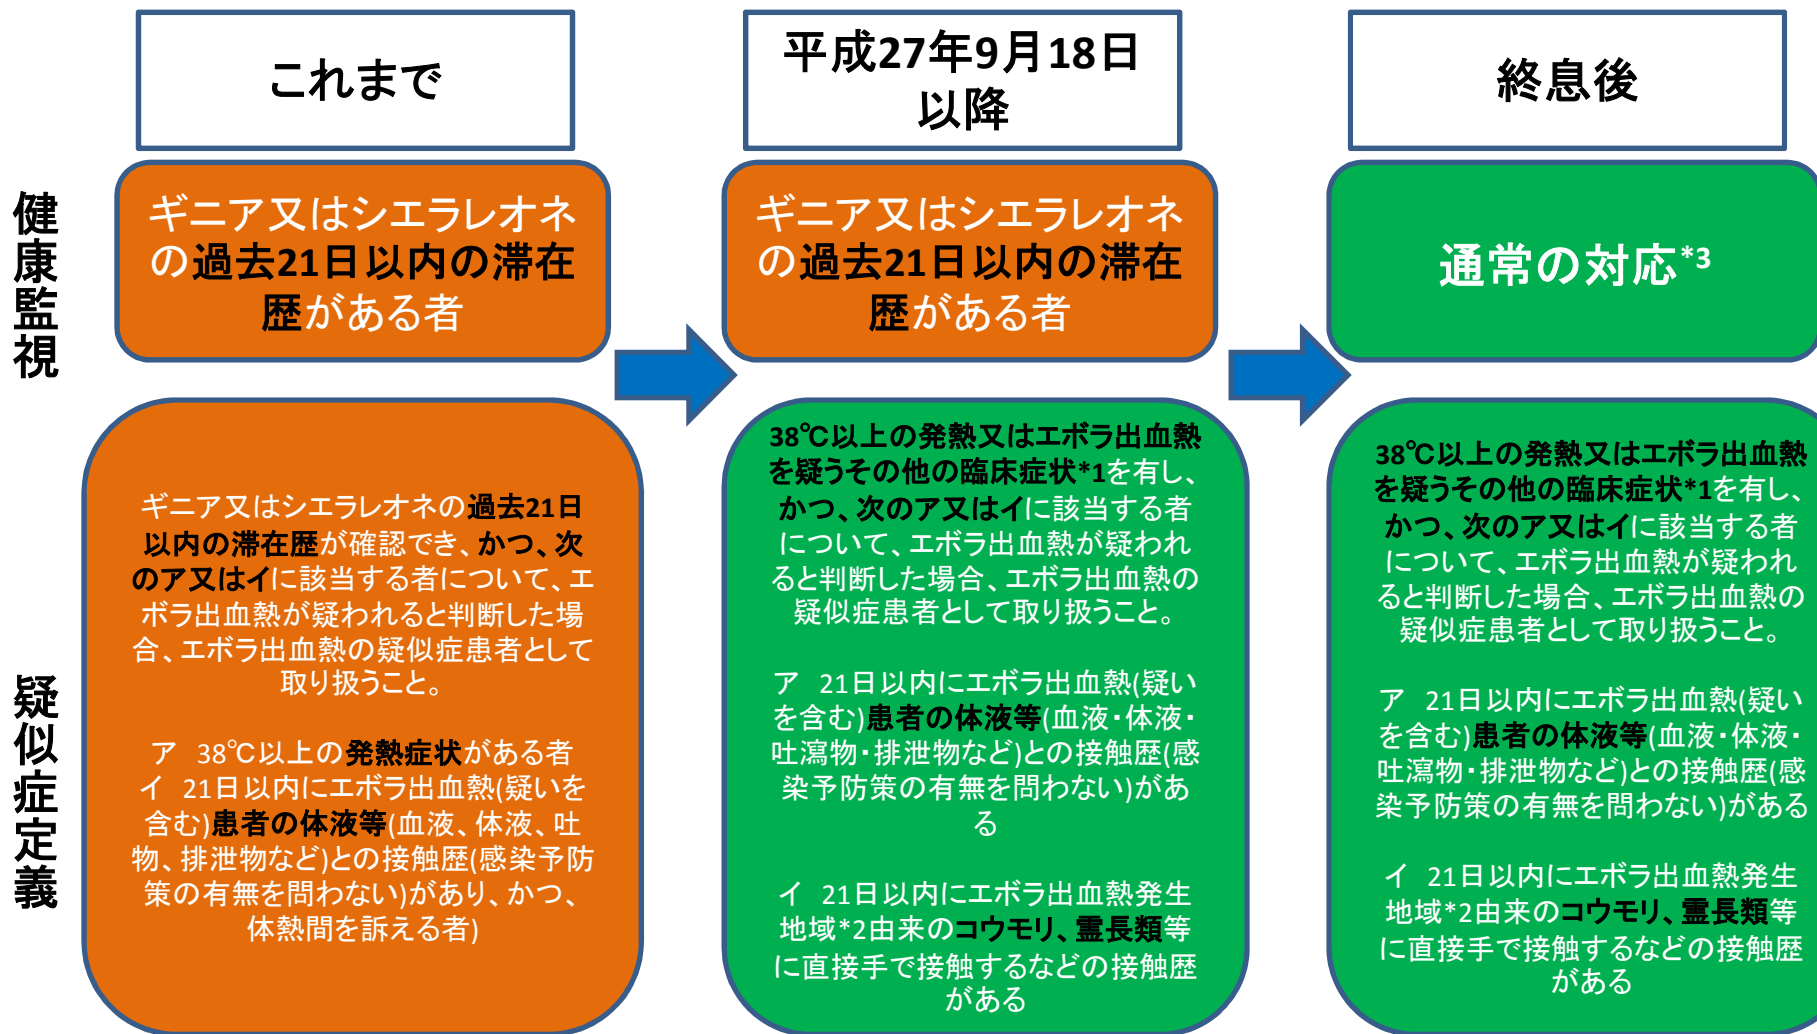 これまで
平成27年9月18日
以降
終息後
健康監視
ギニア又はシエラレオネ
の過去21日以内の滞在
歴がある者
ギニア又はシエラレオネ
の過去21日以内の滞在
歴がある者
通常の対応*3
疑似症定義
ギニア又はシエラレオネの過去21日
以内の滞在歴が確認でき、かつ、次
のア又はイに該当する者について、エ
ボラ出血熱が疑われると判断した場
合、エボラ出血熱の疑似症患者として
取り扱うこと。
ア 38℃以上の発熱症状がある者
イ 21日以内にエボラ出血熱(疑いを
含む)患者の体液等(血液、体液、吐
物、排泄物など)との接触歴(感染予防
策の有無を問わない)があり、かつ、
体熱間を訴える者)
38℃以上の発熱又はエボラ出血熱
を疑うその他の臨床症状*1を有し、
かつ、次のア又はイに該当する者
について、エボラ出血熱が疑われ
ると判断した場合、エボラ出血熱の
疑似症患者として取り扱うこと。
ア 21日以内にエボラ出血熱(疑い
を含む)患者の体液等(血液・体液・
吐瀉物・排泄物など)との接触歴(感
染予防策の有無を問わない)があ
る
イ 21日以内にエボラ出血熱発生
地域*2由来のコウモリ、霊長類等
に直接手で接触するなどの接触歴
がある
38℃以上の発熱又はエボラ出血熱
を疑うその他の臨床症状*1を有し、
かつ、次のア又はイに該当する者
について、エボラ出血熱が疑われ
ると判断した場合、エボラ出血熱の
疑似症患者として取り扱うこと。
ア 21日以内にエボラ出血熱(疑い
を含む)患者の体液等(血液・体液・
吐瀉物・排泄物など)との接触歴(感
染予防策の有無を問わない)がある
イ 21日以内にエボラ出血熱発生
地域*2由来のコウモリ、霊長類等
に直接手で接触するなどの接触歴
がある